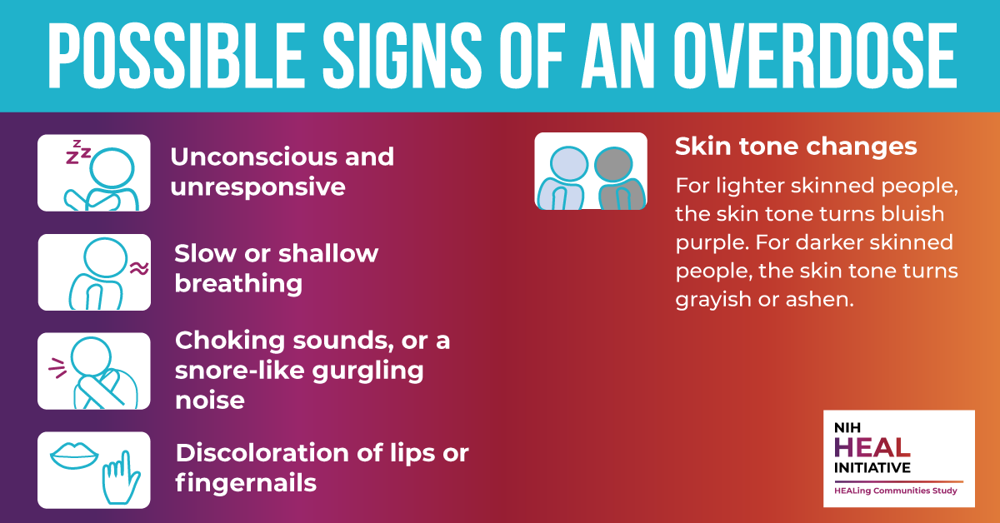 POSSIBLE SIGNS OF AN OVERDOSE
z
z z
Unconscious and
unresponsive
Slow or shallow
breathing
Choking sounds, or a
snore-like gurgling
noise
Discoloration of lips or
fingernails
Skin tone changes
For lighter skinned people,
the skin tone turns bluish
purple. For darker skinned
people, the skin tone turns
grayish or ashen.
NIH
HEAL
INITIATIVE
HEALing Communities Study